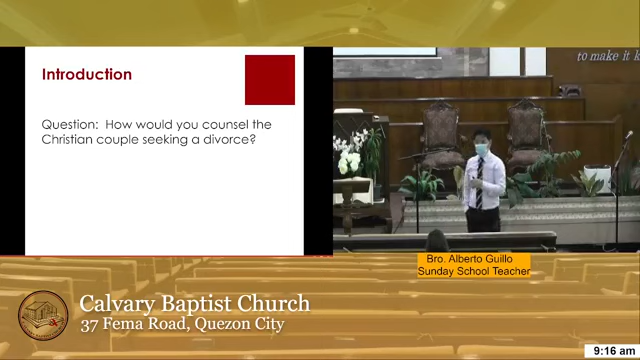 Introduction
Question: How would you counsel the
Christian couple seeking a divorce?
to make it k
Bro. Alberto Guillo
Sunday School Teacher
Calvary Baptist Church
37 Fema Road, Quezon City
9:16 am